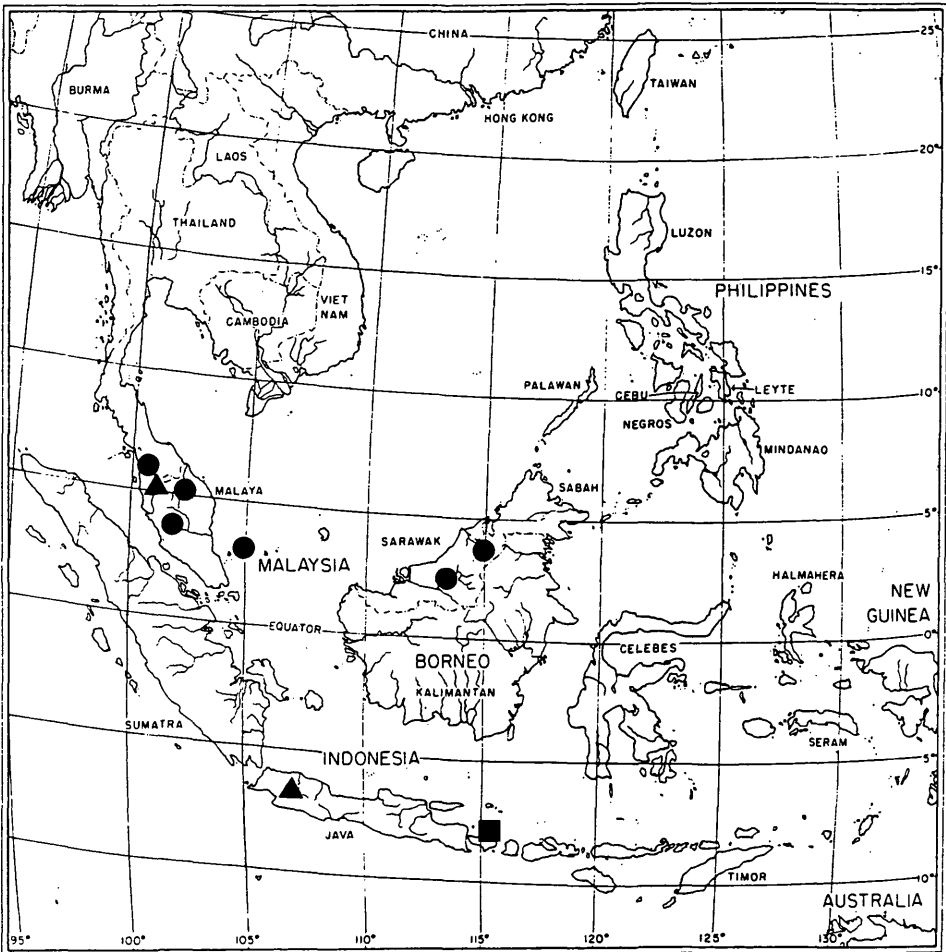 CHINA
25°
BURMA
TAIWAN
HONG KONG
LAOS
20°
THAILAND
LUZON
15°
PHILIPPINES
VIET
NAM
CAMBODIA
PALAWAN
CEBU
LEYTE
10°
NEGROS
MINDANAO
SABAH
MALAYA
5°
SARAWAK
MALAYSIA
HALMAHERA
NEW
GUINEA
EQUATOR
0°
CELEBES
BORNEO
KALIMANTAN
SUMATRA
SERAM
INDONESIA
5°
JAVA
TIMOR
10°
AUSTRALIA
95°
100°
105°
110°
115°
120°
125°
130°